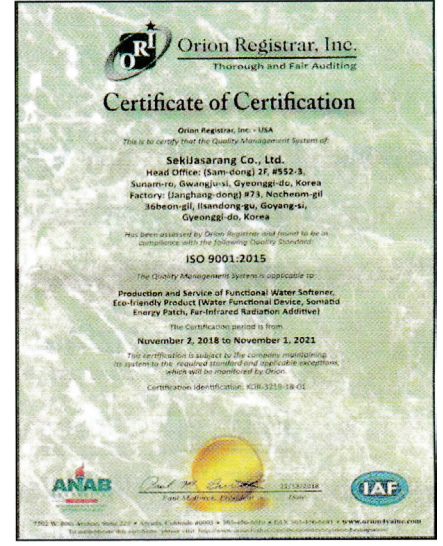 ORI
Orion Registrar, Inc.
Thorough and Fair Auditing
Certificate of Certification
Orion Registrar, Inc. - USA
This is to certify that the Quality Management System of:
SekiJasarang Co., Ltd.
Head Office: (Sam-dong) 2F, #552-3,
Sunam-ro, Gwangju-si, Gyeonggi-do, Korea
Factory: (Janghang-dong) #73, Nocheom-gil
36beon-gil, Ilsandong-gu, Goyang-si,
Gyeonggi-do, Korea
Has been assessed by Orion Registrar and found to be in
compliance with the following Quality Standard:
ISO 9001:2015
The Quality Management System is applicable to:
Production and Service of Functional Water Softener,
Eco-friendly Product (Water Functional Device, Somatid
Energy Patch, Far-Infrared Radiation Additive)
The Certification period is from
November 2, 2018 to November 1, 2021
This certification is subject to the company maintaining
its system to the required standard and applicable exceptions,
which will be monitored by Orion.
Certification Identification: KOR-3219-18-01
ANAB
President
Date
IAF
Colorado